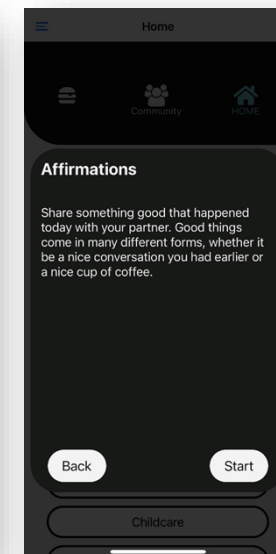 Home
Community
HOME
Affirmations
Share something good that happened
today with your partner. Good things
come in many different forms, whether it
be a nice conversation you had earlier or
a nice cup of coffee.
Back
Start
Childcare